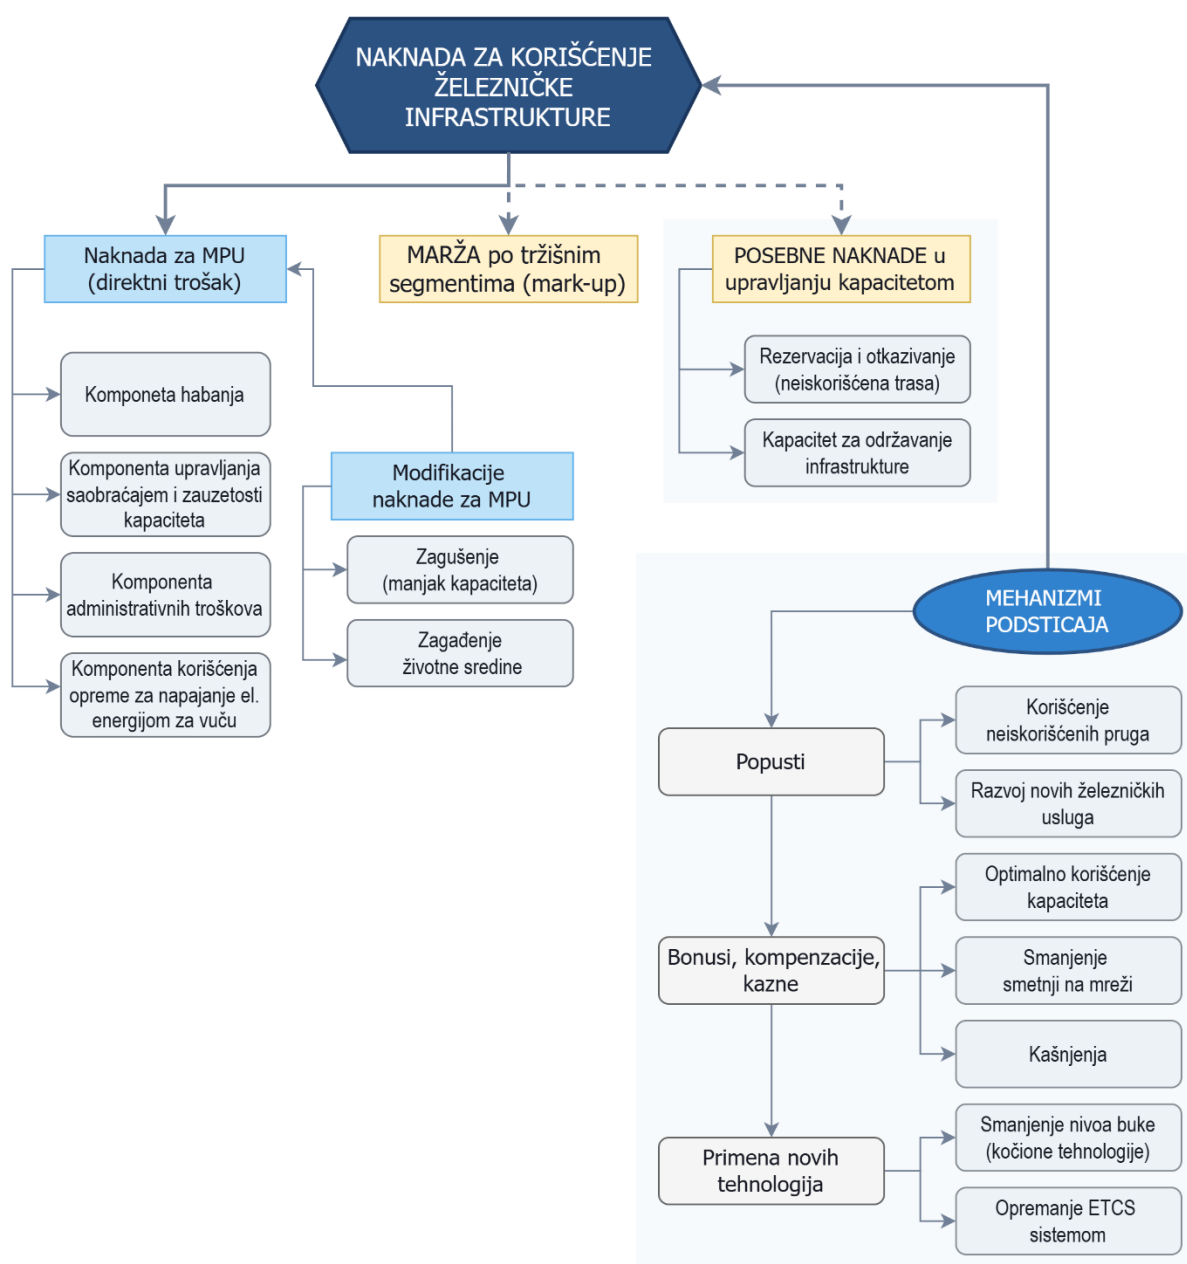 NAKNADA ZA KORIŠĆENJE
ŽELEZNIČKE
INFRASTRUKTURE
Naknada za MPU
(direktni trošak)
MARŽA po tržišnim
segmentima (mark-up)
POSEBNE NAKNADE u
upravljanju kapacitetom
Komponeta habanja
Komponenta upravljanja
saobraćajem i zauzetosti
kapaciteta
Komponenta
administrativnih troškova
Komponenta korišćenja
opreme za napajanje el.
energijom za vuču
Modifikacije
naknade za MPU
Zagušenje
(manjak kapaciteta)
Zagađenje
životne sredine
Rezervacija i otkazivanje
(neiskorišćena trasa)
Kapacitet za održavanje
infrastrukture
MEHANIZMI
PODSTICAJA
Popusti
Korišćenje
neiskorišćenih pruga
Razvoj novih železničkih
usluga
Bonusi, kompenzacije,
kazne
Optimalno korišćenje
kapaciteta
Smanjenje
smetnji na mreži
Kašnjenja
Primena novih
tehnologija
Smanjenje nivoa buke
(kočione tehnologije)
Opremanje ETCS
sistemom